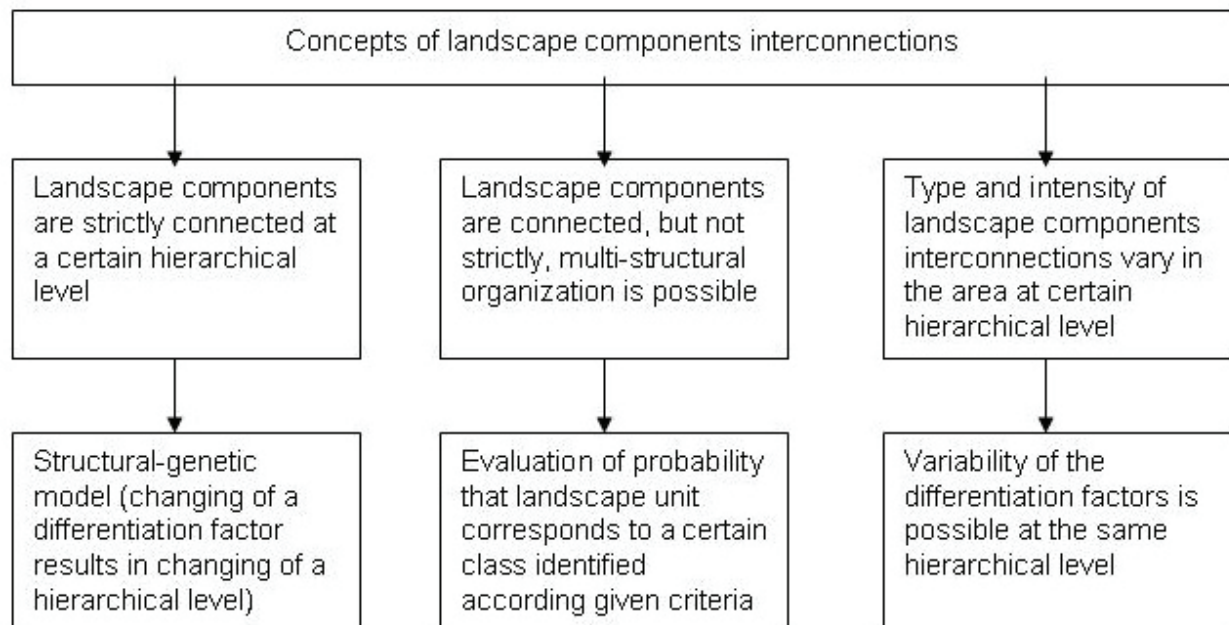 Concepts of landscape components interconnections
Landscape components
are strictly connected at
a certain hierarchical
level
Landscape components
are connected, but not
strictly, multi-structural
organization is possible
Type and intensity of
landscape components
interconnections vary in
the area at certain
hierarchical level
Structural-genetic
model (changing of a
differentiation factor
results in changing of a
hierarchical level)
Evaluation of probability
that landscape unit
corresponds to a certain
class identified
according given criteria
Variability of the
differentiation factors is
possible at the same
hierarchical level